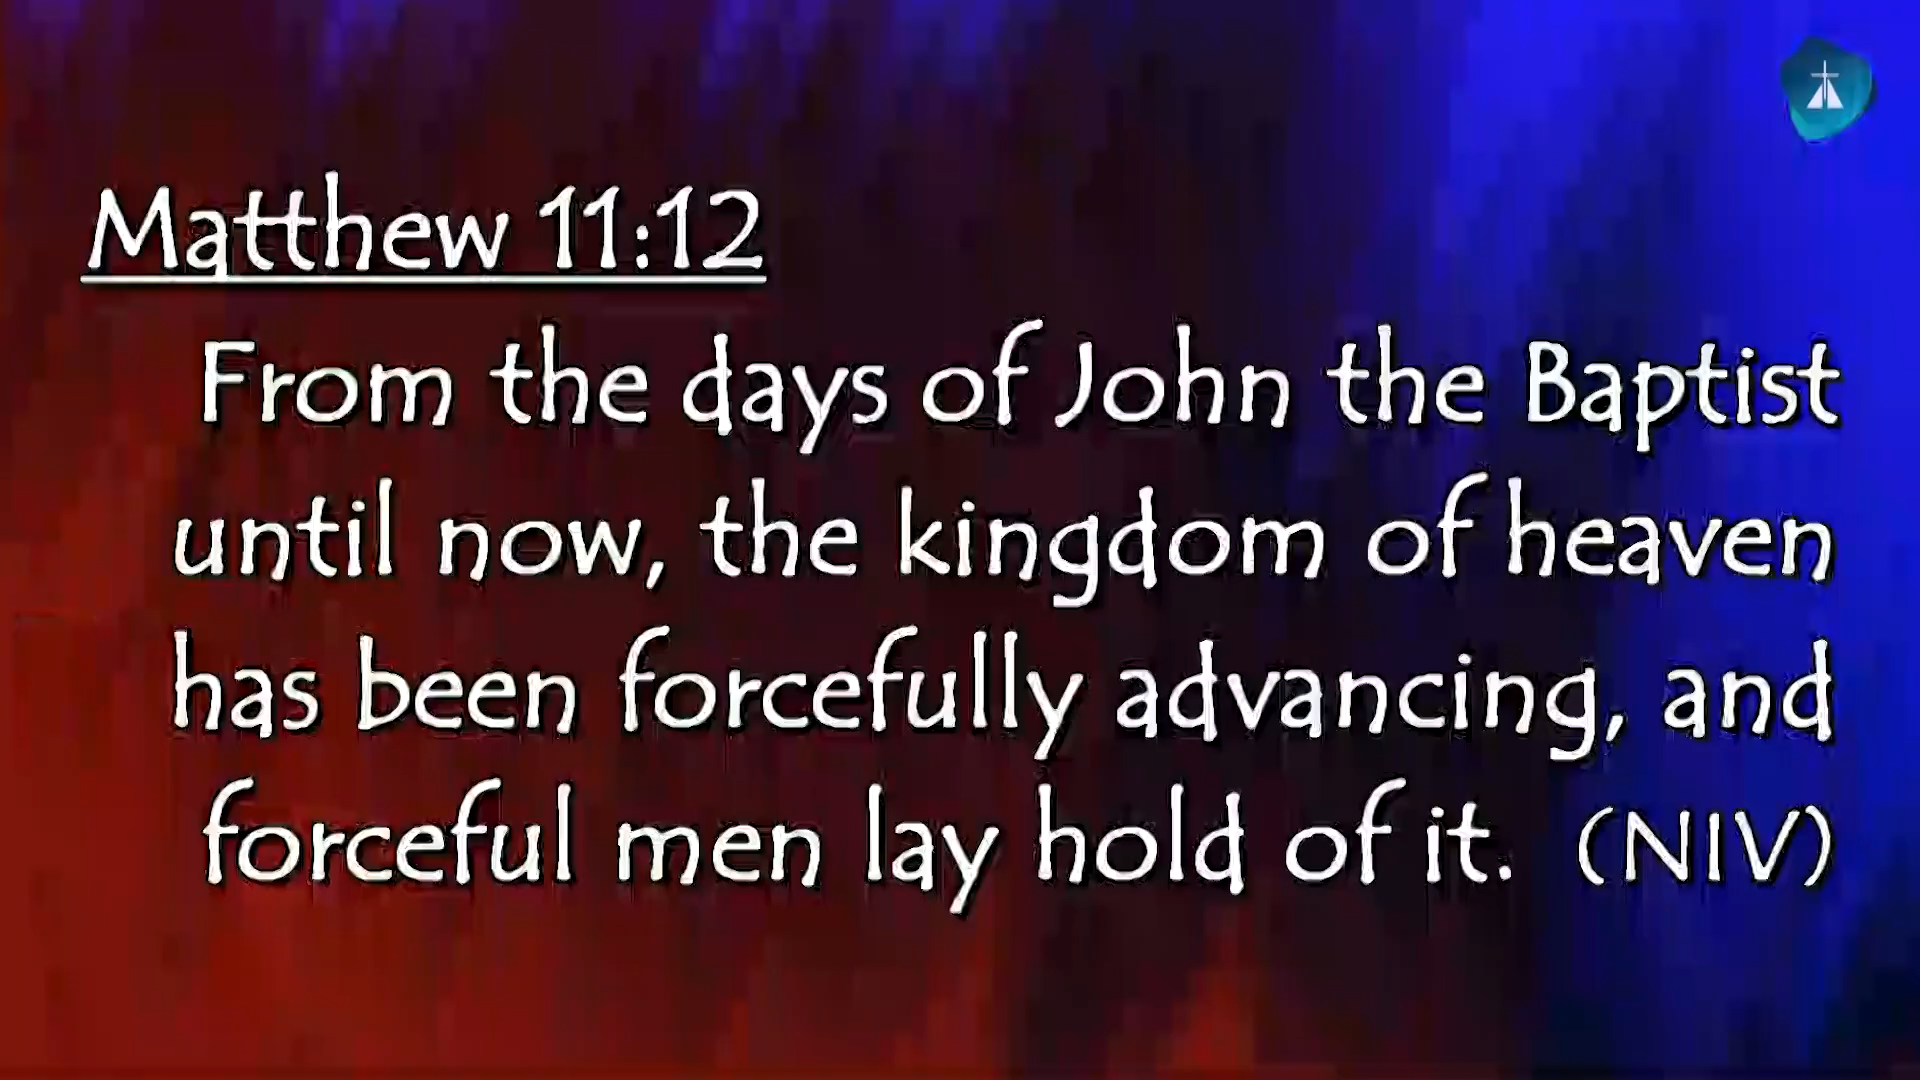 Matthew 11:12
From the days of John the Baptist
until now, the kingdom of heaven
has been forcefully advancing, and
forceful men lay hold of it. (NIV)